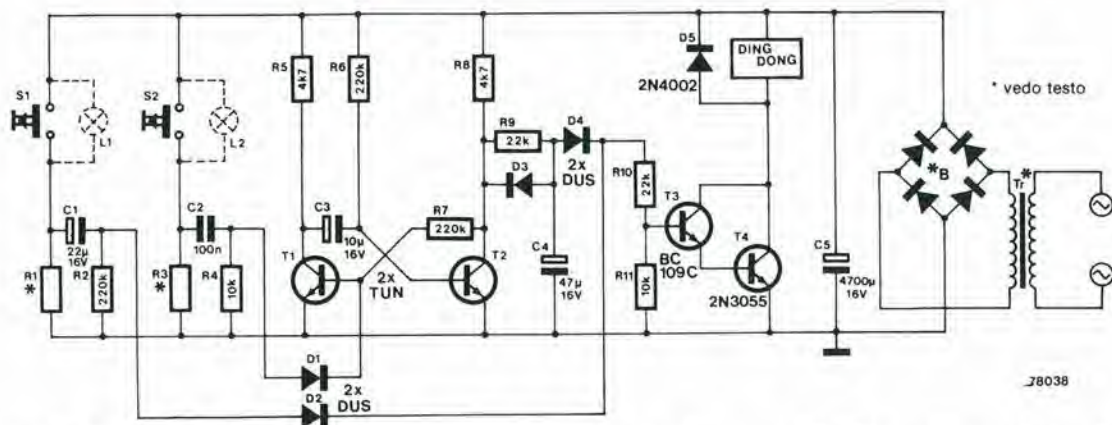 S1
L1
S2
L2
R5
4k7
R6
220k
R8
4k7
D5
2N4002
DING
DONG
* vedo testo
R9
22k
D4
2x
DUS
D3
R10
22k
T3
BC
109C
T4
2N3055
R11
10k
C5
4700µ
16V
*B
Tr
*
C1
22µ
16V
R1
*
R2
220k
C2
100n
R3
*
R4
10k
C3
10µ
16V
T1
2x
TUN
R7
220k
T2
C4
47µ
16V
D1
2x
DUS
D2
78038